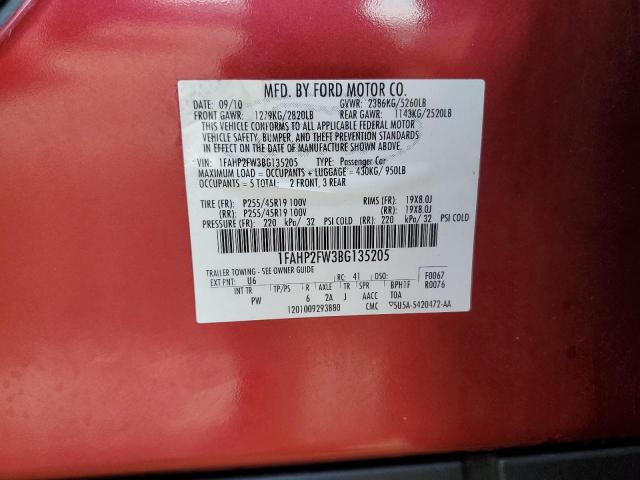 MFD. BY FORD MOTOR CO.
DATE: 09/10 GVWR: 2386KG/5260LB
FRONT GAWR: 1279KG/2820LB REAR GAWR: 1143KG/2520LB
THIS VEHICLE CONFORMS TO ALL APPLICABLE FEDERAL MOTOR
VEHICLE SAFETY, BUMPER, AND THEFT PREVENTION STANDARDS
IN EFFECT ON THE DATE OF MANUFACTURE SHOWN ABOVE.
VIN: 1FAHP2FW3BG135205 TYPE: Passenger Car
MAXIMUM LOAD = OCCUPANTS + LUGGAGE = 430KG/950LB
OCCUPANTS = 5 TOTAL: 2 FRONT, 3 REAR
TIRE (FR): P255/45R19 100V RIMS (FR): 19X8.0J
(RR): P255/45R19 100V (RR): 19X8.0J
PRESSURE (FR): 220 kPa/ 32 PSI COLD (RR): 220 kPa/ 32 PSI COLD
1FAHP2FW3BG135205
TRAILER TOWING - SEE OWNER GUIDE
EXT PNT: U6 RC: 41 DSO: F0067
R0076
INT TR TP/PS R AXLE TR SPR BPH1F
PW 6 2A J AACC TOA
1201009293880 CMC 5U5A-5420472-AA